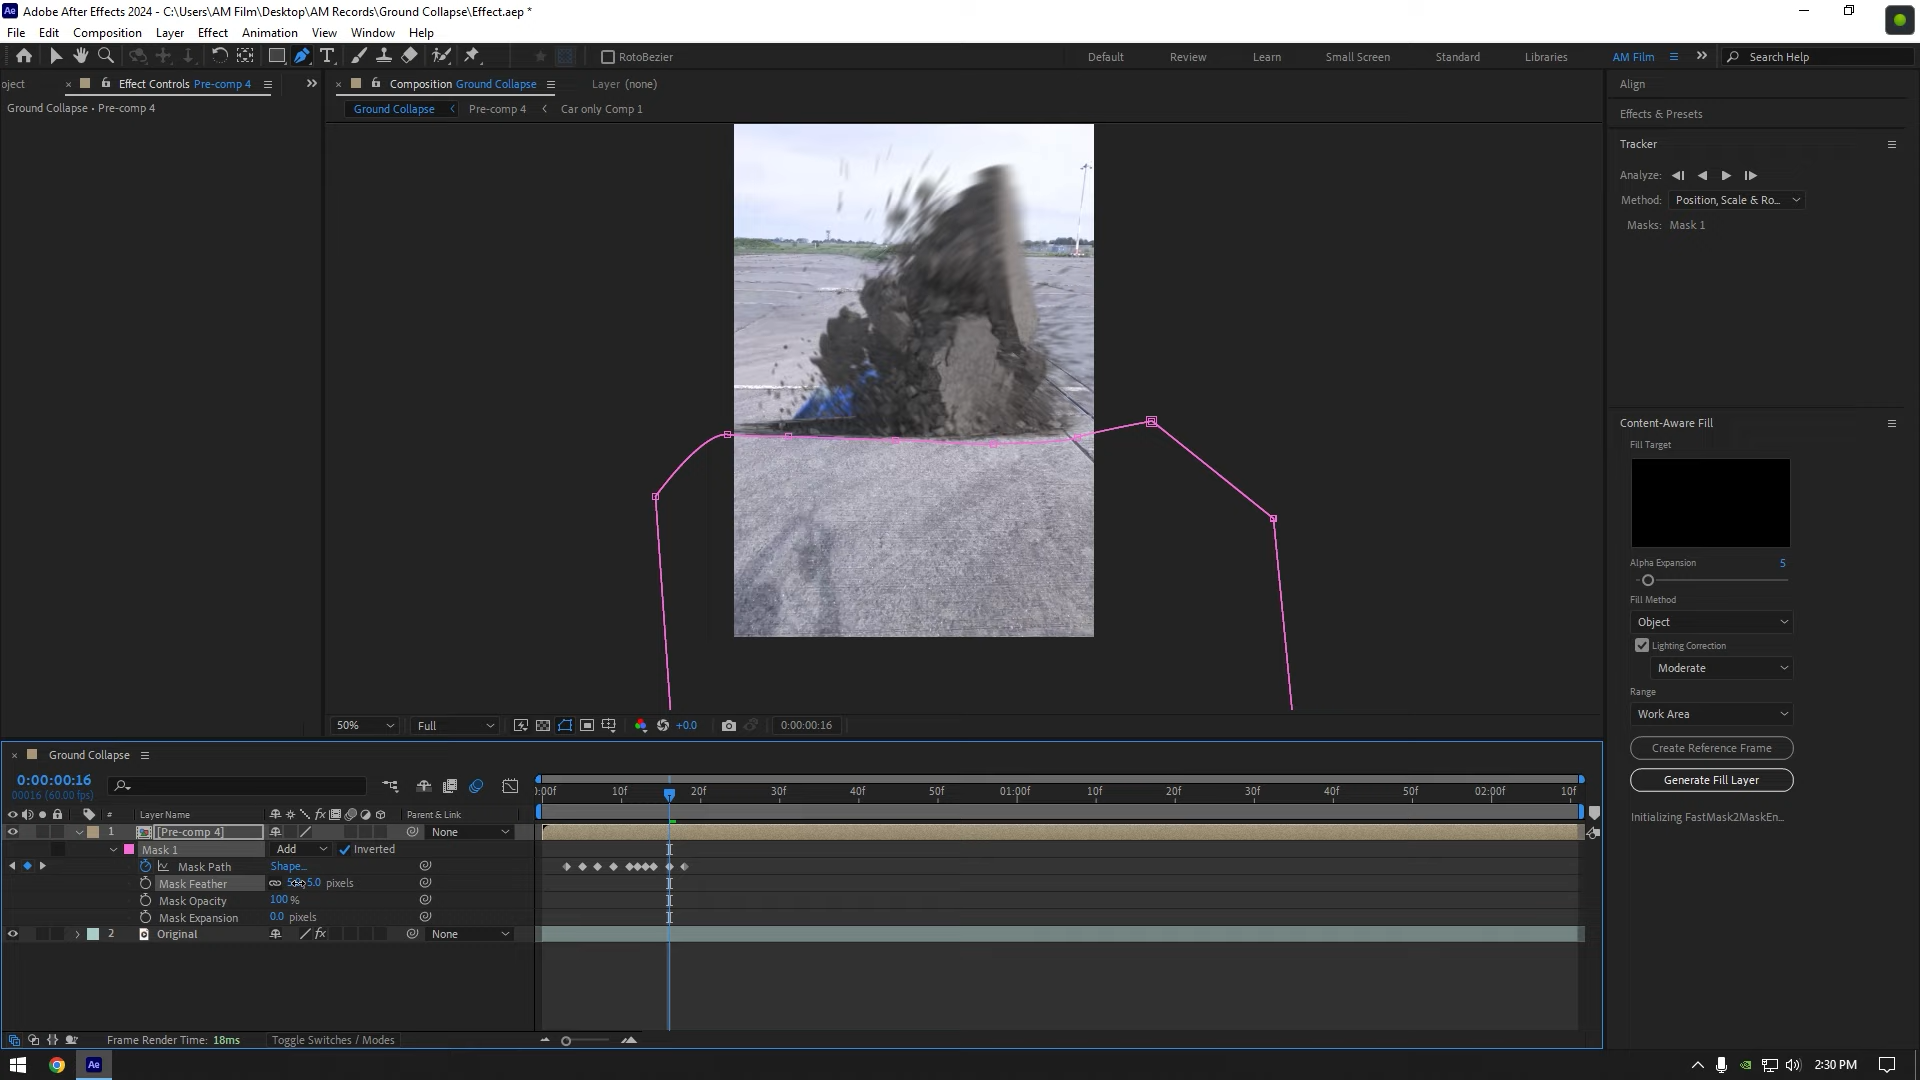 Adobe After Effects 2024 - C:\Users\AM Film\Desktop\AM Records\Ground Collapse\Effect.aep *
File Edit Composition Layer Effect Animation View Window Help
RotoBezier
Default Review Learn Small Screen Standard Libraries AM Film
Search Help
oject
Effect Controls Pre-comp 4
Ground Collapse • Pre-comp 4
Composition Ground Collapse
Layer (none)
Ground Collapse Pre-comp 4 Car only Comp 1
50%
Full
+0.0
0:00:00:16
Align
Effects & Presets
Tracker
Analyze:
Method: Position, Scale & Ro...
Masks: Mask 1
Content-Aware Fill
Fill Target
Alpha Expansion 5
Fill Method
Object
Lighting Correction
Moderate
Range
Work Area
Create Reference Frame
Generate Fill Layer
Initializing FastMask2MaskEn...
Ground Collapse
0:00:00:16
00016 (60.00 fps)
# Layer Name fx Parent & Link
):00f 10f 20f 30f 40f 50f 01:00f 10f 20f 30f 40f 50f 02:00f 10f
1 [Pre-comp 4] None
Mask 1 Add Inverted
Mask Path Shape...
Mask Feather 5.0 pixels
Mask Opacity 100 %
Mask Expansion 0.0 pixels
2 Original fx None
Frame Render Time: 18ms Toggle Switches / Modes
2:30 PM